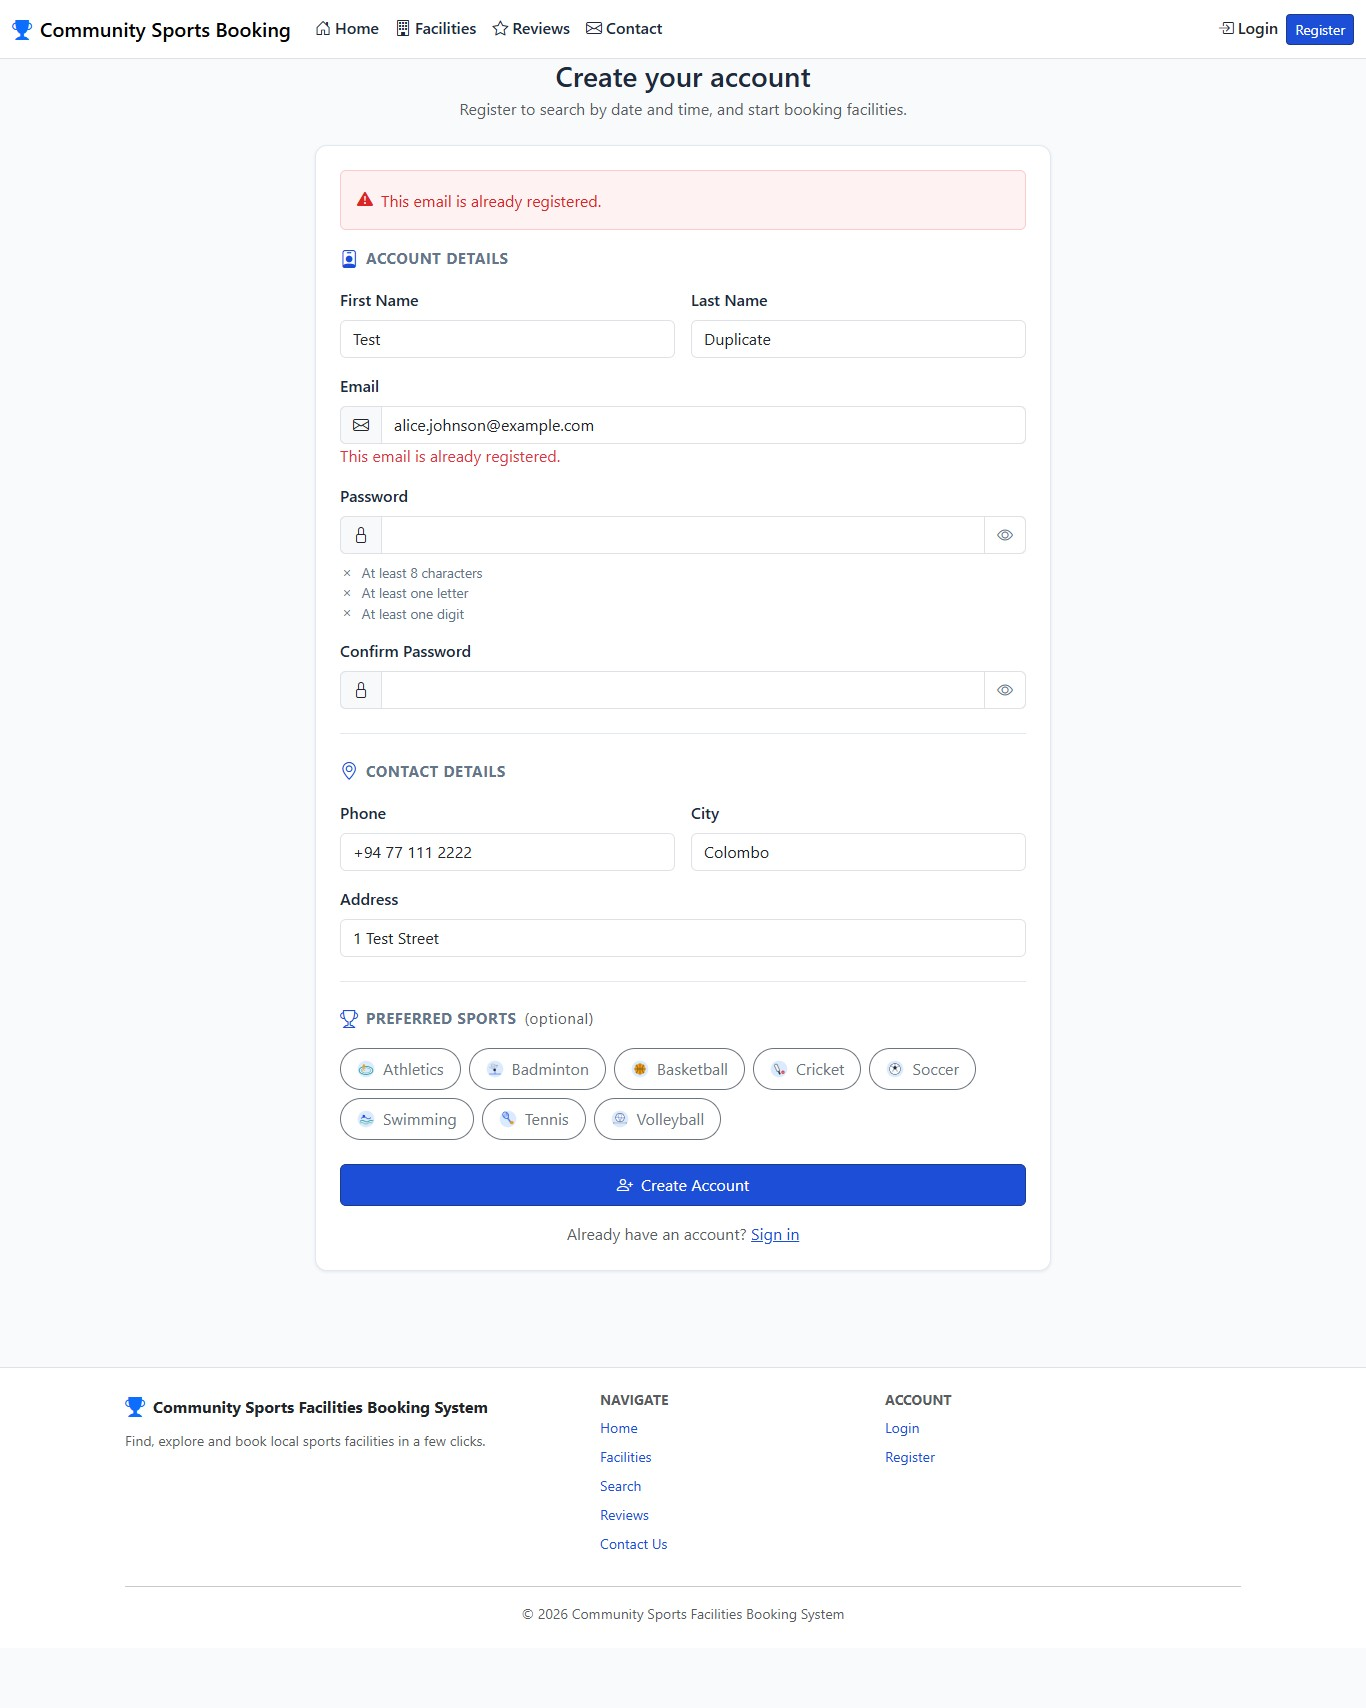 Community Sports Booking Home Facilities Reviews Contact Login Register
Create your account
Register to search by date and time, and start booking facilities.
This email is already registered.
ACCOUNT DETAILS
First Name Last Name
Test Duplicate
Email
alice.johnson@example.com
This email is already registered.
Password
At least 8 characters
At least one letter
At least one digit
Confirm Password
CONTACT DETAILS
Phone City
+94 77 111 2222 Colombo
Address
1 Test Street
PREFERRED SPORTS (optional)
Athletics Badminton Basketball Cricket Soccer
Swimming Tennis Volleyball
Create Account
Already have an account? Sign in
Community Sports Facilities Booking System
Find, explore and book local sports facilities in a few clicks.
NAVIGATE
Home
Facilities
Search
Reviews
Contact Us
ACCOUNT
Login
Register
© 2026 Community Sports Facilities Booking System